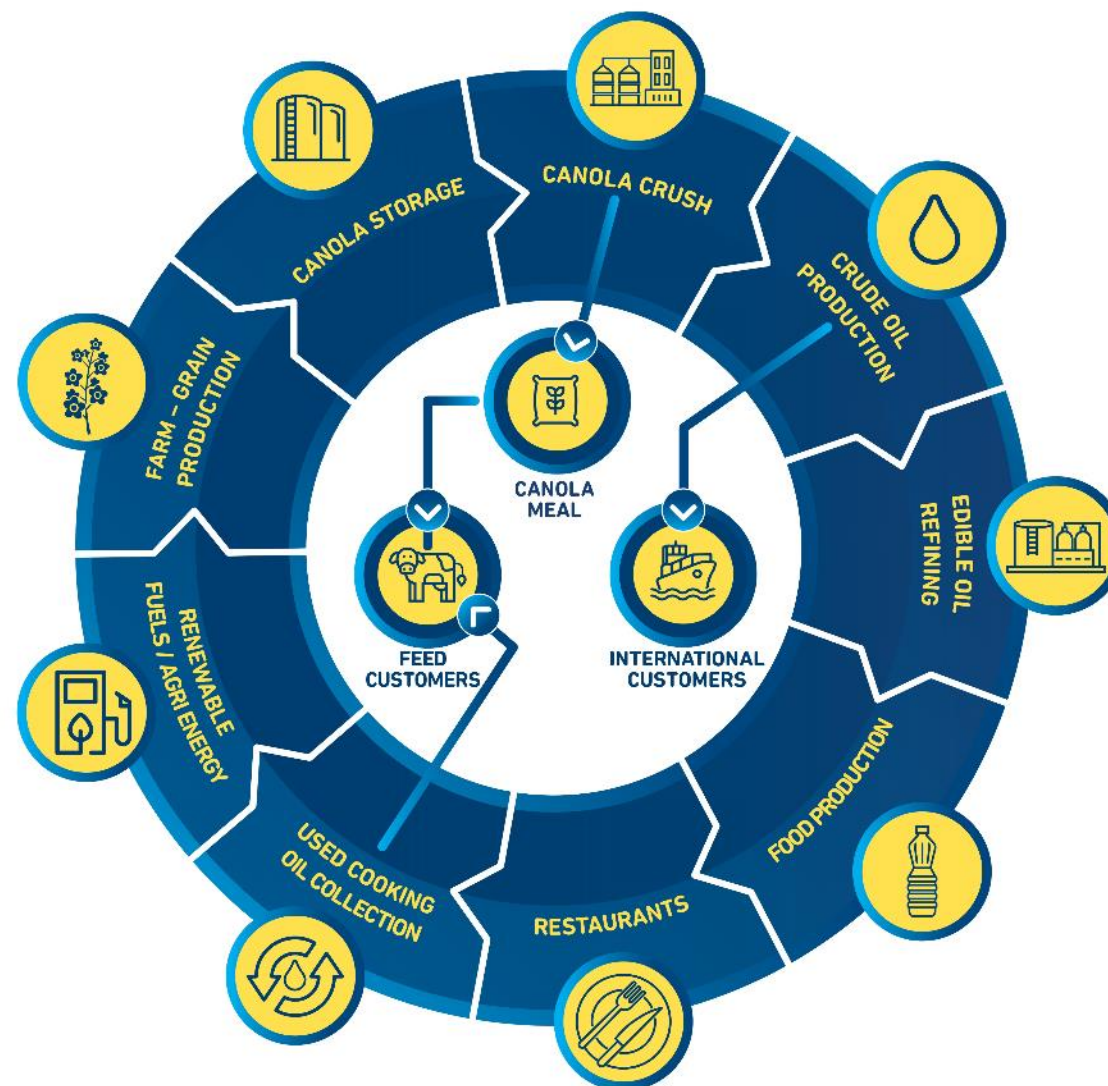 CANOLA CRUSH
CRUDE OIL
PRODUCTION
EDIBLE OIL
REFINING
FOOD PRODUCTION
RESTAURANTS
USED COOKING
OIL COLLECTION
RENEWABLE
FUELS / AGRI ENERGY
FARM – GRAIN
PRODUCTION
CANOLA STORAGE
CANOLA
MEAL
FEED
CUSTOMERS
INTERNATIONAL
CUSTOMERS